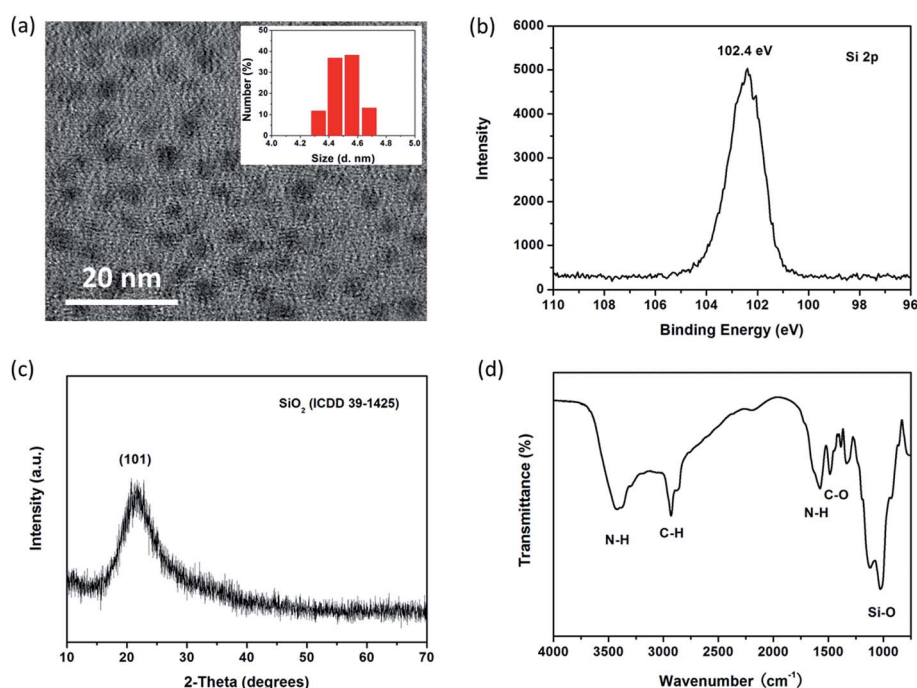 (a)
50
40
30
20
10
0
Number (%)
4.0 4.2 4.4 4.6 4.8 5.0
Size (d. nm)
20 nm
(b)
102.4 eV
Si 2p
6000
5000
4000
3000
2000
1000
0
Intensity
110 108 106 104 102 100 98 96
Binding Energy (eV)
(c)
SiO₂ (ICDD 39-1425)
(101)
Intensity (a.u.)
10 20 30 40 50 60 70
2-Theta (degrees)
(d)
Transmittance (%)
N-H
C-H
C-O
N-H
Si-O
4000 3500 3000 2500 2000 1500 1000
Wavenumber (cm⁻¹)